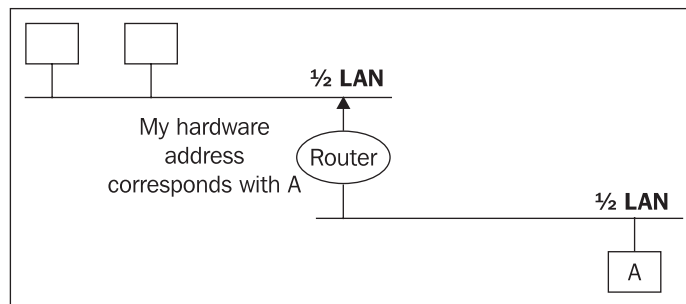 ½ LAN
My hardware
address
corresponds with A
Router
½ LAN
A